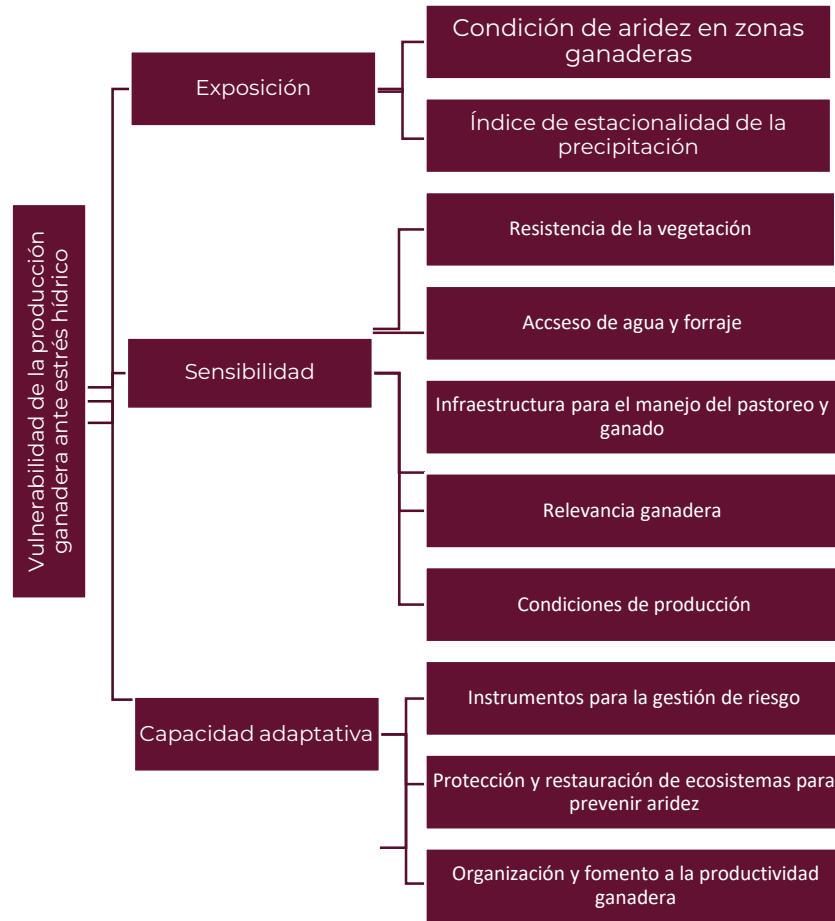 Vulnerabilidad de la producción
ganadera ante estrés hídrico
Exposición
Condición de aridez en zonas
ganaderas
Índice de estacionalidad de la
precipitación
Sensibilidad
Resistencia de la vegetación
Accseso de agua y forraje
Infraestructura para el manejo del pastoreo y
ganado
Relevancia ganadera
Condiciones de producción
Capacidad adaptativa
Instrumentos para la gestión de riesgo
Protección y restauración de ecosistemas para
prevenir aridez
Organización y fomento a la productividad
ganadera